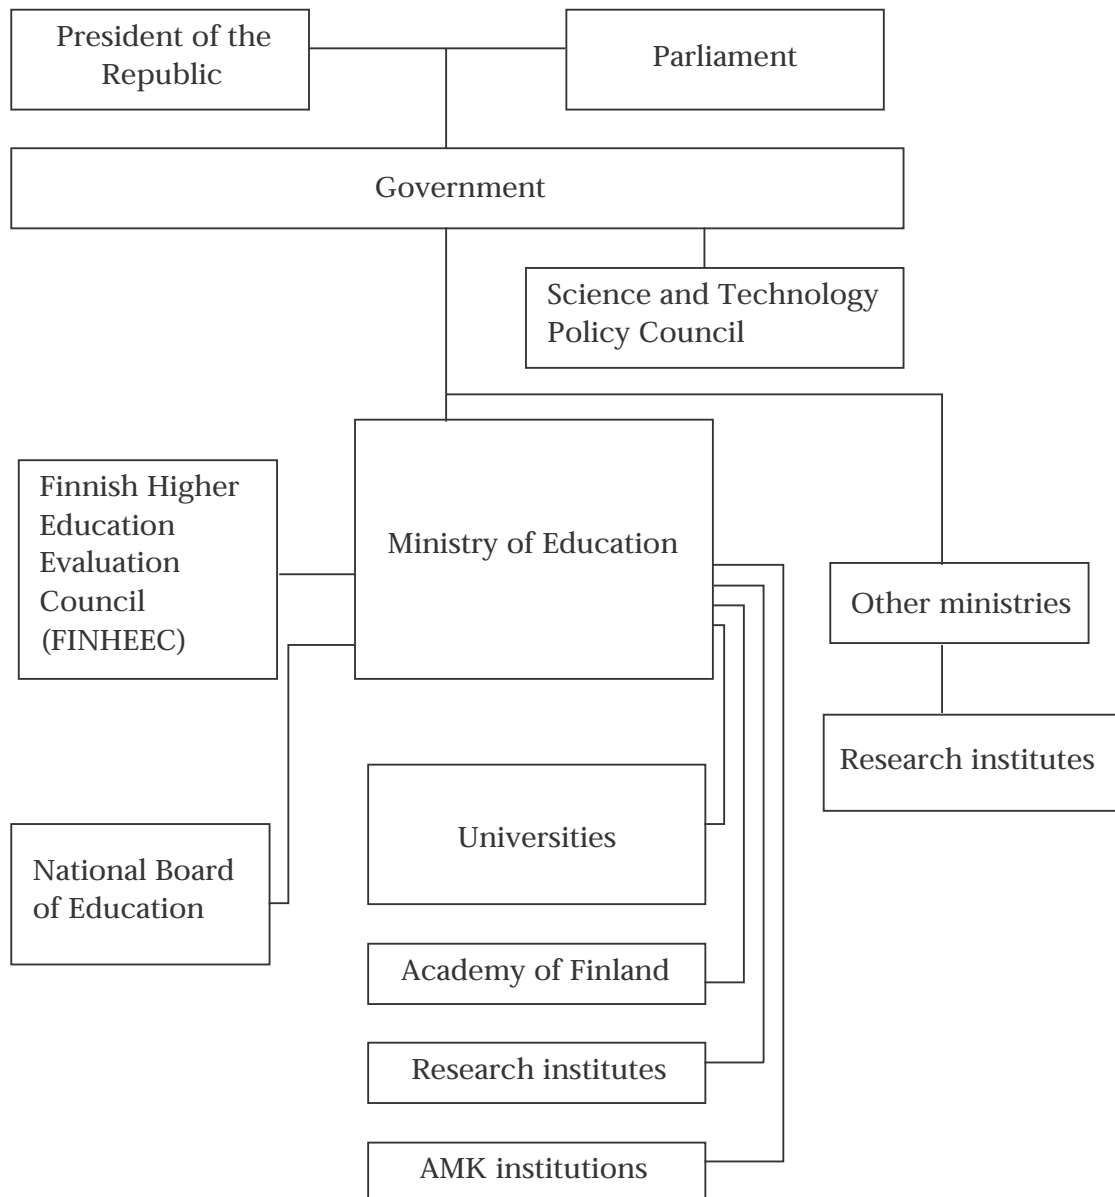 President of the
Republic
Parliament
Government
Science and Technology
Policy Council
Finnish Higher
Education
Evaluation
Council
(FINHEEC)
Ministry of Education
Other ministries
Research institutes
Universities
National Board
of Education
Academy of Finland
Research institutes
AMK institutions